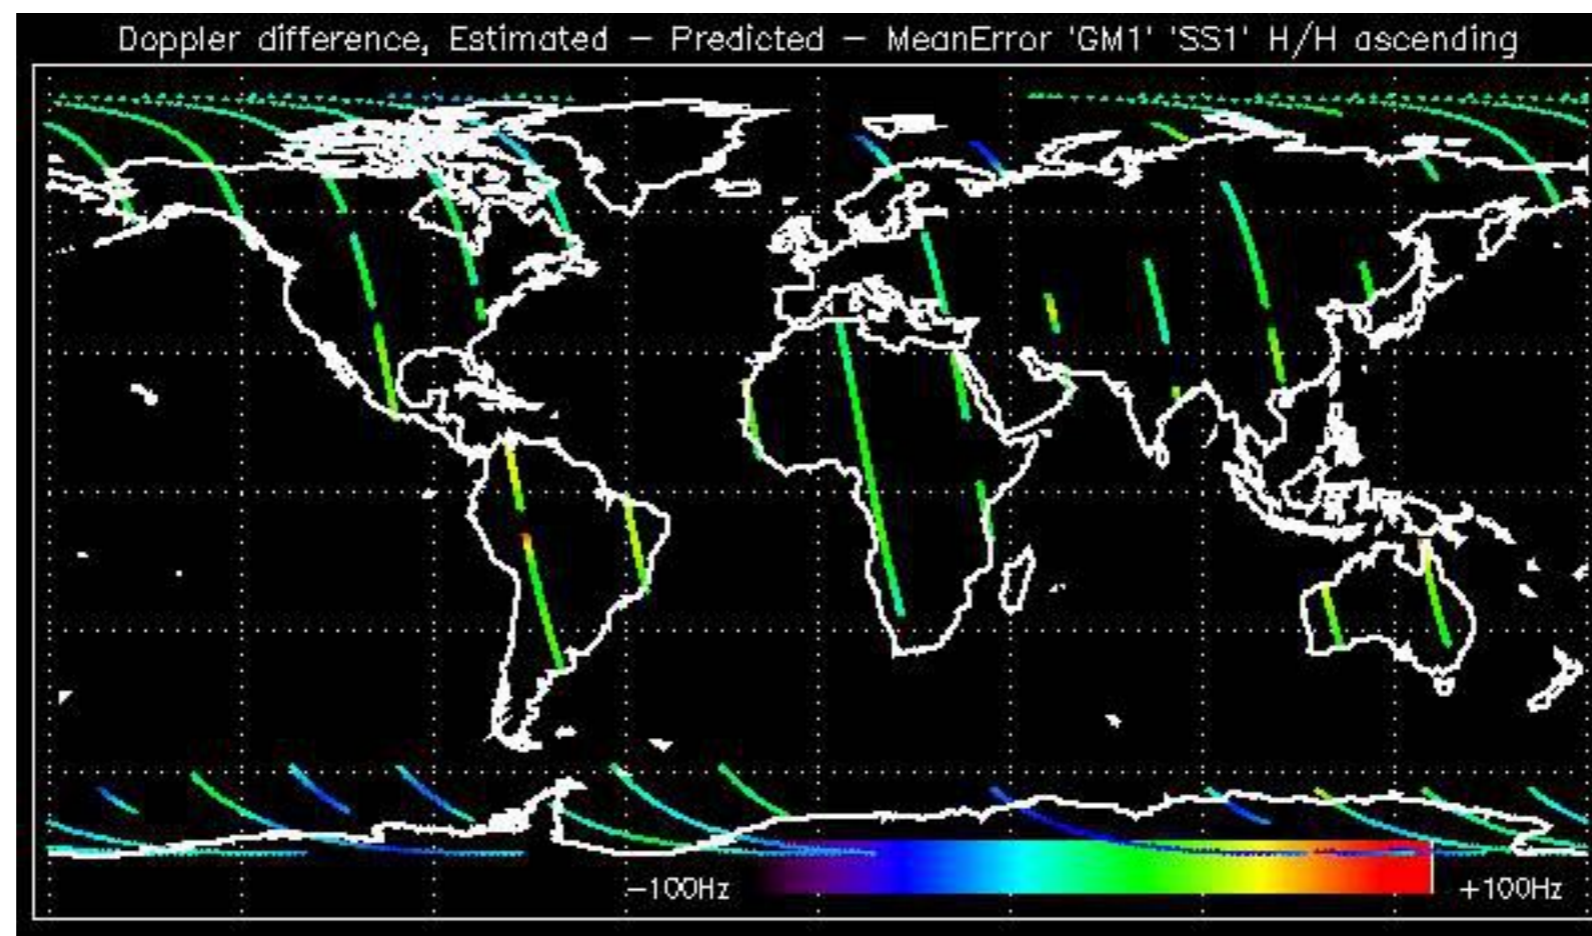 Doppler difference, Estimated − Predicted − MeanError 'GM1' 'SS1' H/H ascending
−100Hz +100Hz